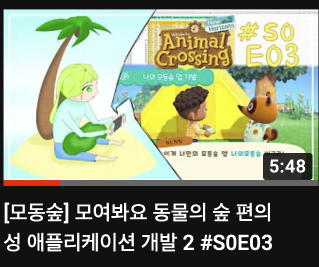 Welcome to
Animal Crossing
New Horizons
#S0
E03
나의 모동숲 앱 개발
5:48
[모동숲] 모여봐요 동물의 숲 편의
성 애플리케이션 개발 2 #S0E03